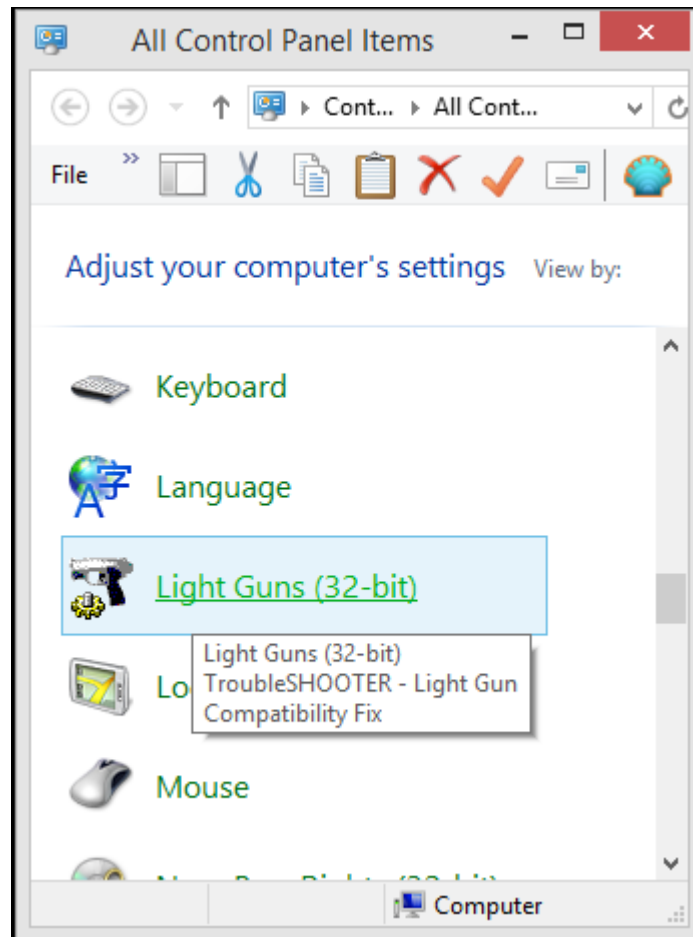 All Control Panel Items
Cont... All Cont...
File
Adjust your computer's settings View by:
Keyboard
Language
Light Guns (32-bit)
Light Guns (32-bit)
TroubleSHOOTER - Light Gun
Compatibility Fix
Lo
Mouse
Computer